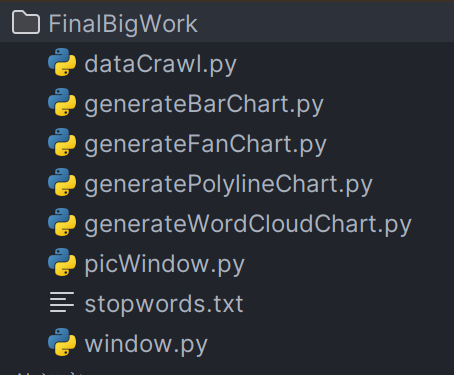 FinalBigWork
dataCrawl.py
generateBarChart.py
generateFanChart.py
generatePolylineChart.py
generateWordCloudChart.py
picWindow.py
stopwords.txt
window.py